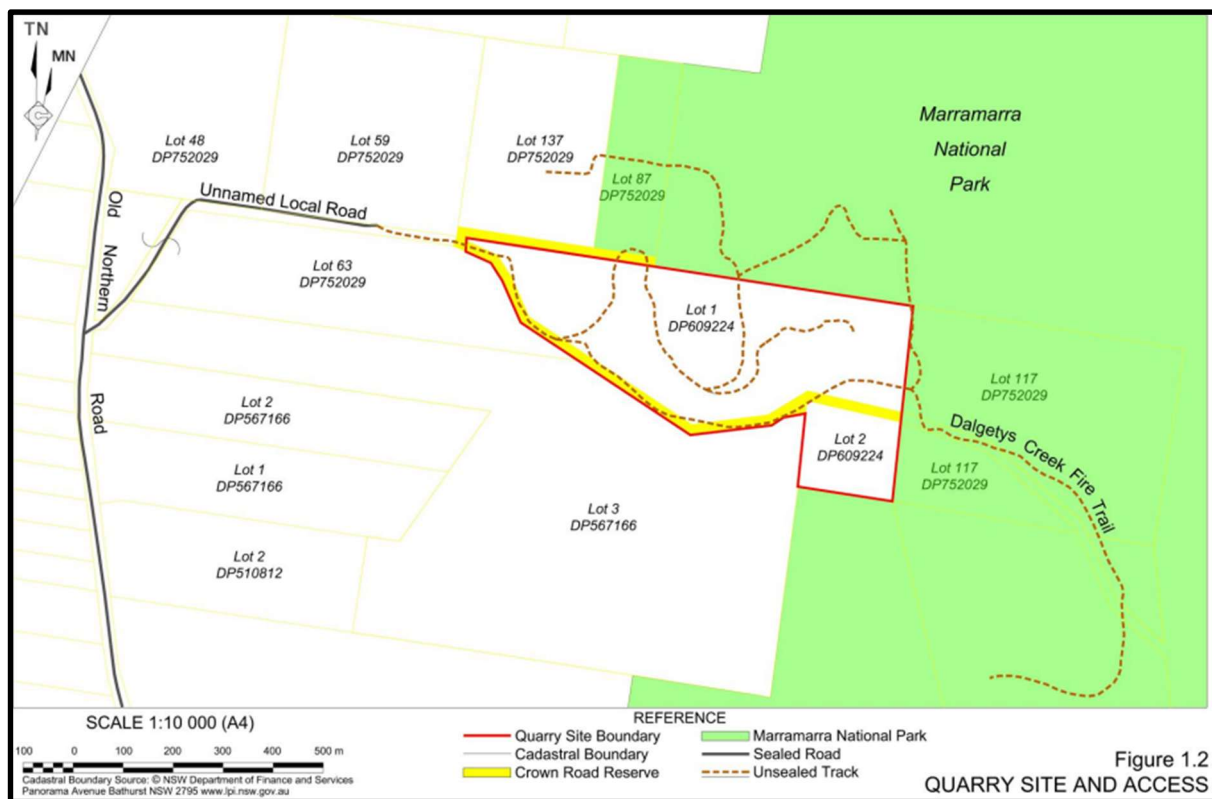 TN
MN
Marramarra
National
Park
Lot 48
DP752029
Lot 59
DP752029
Lot 137
DP752029
Lot 87
DP752029
Unnamed Local Road
Old Northern Road
Lot 63
DP752029
Lot 1
DP609224
Lot 117
DP752029
Lot 2
DP567166
Lot 2
DP609224
Dalgetys Creek Fire Trail
Lot 1
DP567166
Lot 117
DP752029
Lot 3
DP567166
Lot 2
DP510812
SCALE 1:10 000 (A4)
100 0 100 200 300 400 500 m
Cadastral Boundary Source: © NSW Department of Finance and Services
Panorama Avenue Bathurst NSW 2795 www.lpi.nsw.gov.au
REFERENCE
Quarry Site Boundary
Cadastral Boundary
Crown Road Reserve
Marramarra National Park
Sealed Road
Unsealed Track
Figure 1.2
QUARRY SITE AND ACCESS